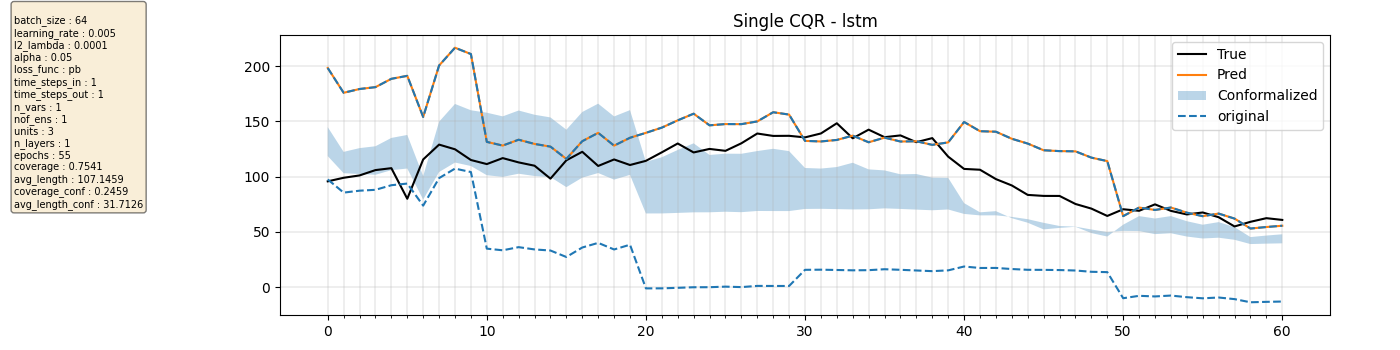 batch_size : 64
learning_rate : 0.005
l2_lambda : 0.0001
alpha : 0.05
loss_func : pb
time_steps_in : 1
time_steps_out : 1
n_vars : 1
nof_ens : 1
units : 3
n_layers : 1
epochs : 55
coverage : 0.7541
avg_length : 107.1459
coverage_conf : 0.2459
avg_length_conf : 31.7126
Single CQR - lstm
True
Pred
Conformalized
original
200
150
100
50
0
0 10 20 30 40 50 60